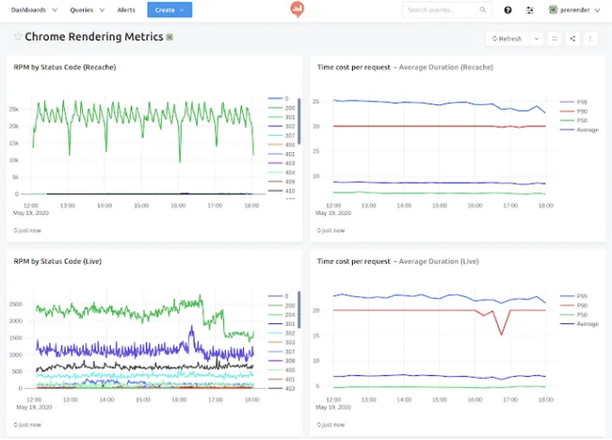 Dashboards Queries Alerts Create Search queries... prerender
Chrome Rendering Metrics Refresh
RPM by Status Code (Recache)
25k
20k
15k
10k
5k
0
12:00 13:00 14:00 15:00 16:00 17:00 18:00
May 19, 2020
0
200
301
302
307
400
401
403
404
409
410
just now
Time cost per request – Average Duration (Recache)
25
20
15
10
12:00 13:00 14:00 15:00 16:00 17:00 18:00
May 19, 2020
P99
P90
P50
Average
just now
RPM by Status Code (Live)
2500
2000
1500
1000
500
0
12:00 13:00 14:00 15:00 16:00 17:00 18:00
May 19, 2020
0
200
204
301
302
307
308
400
401
403
just now
Time cost per request – Average Duration (Live)
20
15
10
5
12:00 13:00 14:00 15:00 16:00 17:00 18:00
May 19, 2020
P99
P90
P50
Average
just now